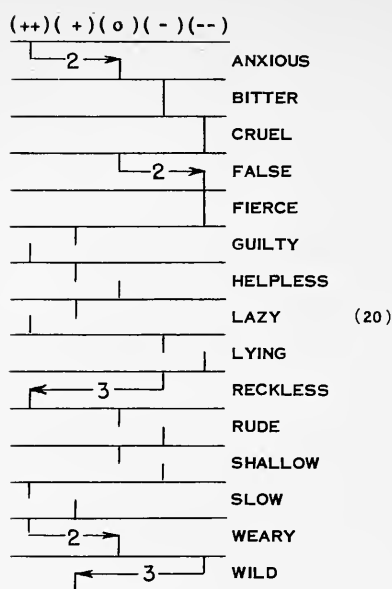 (++)(+)(o)(-)(--)
2 ANXIOUS
BITTER
CRUEL
2 FALSE
FIERCE
GUILTY
HELPLESS
LAZY (20)
LYING
3 RECKLESS
RUDE
SHALLOW
SLOW
2 WEARY
3 WILD